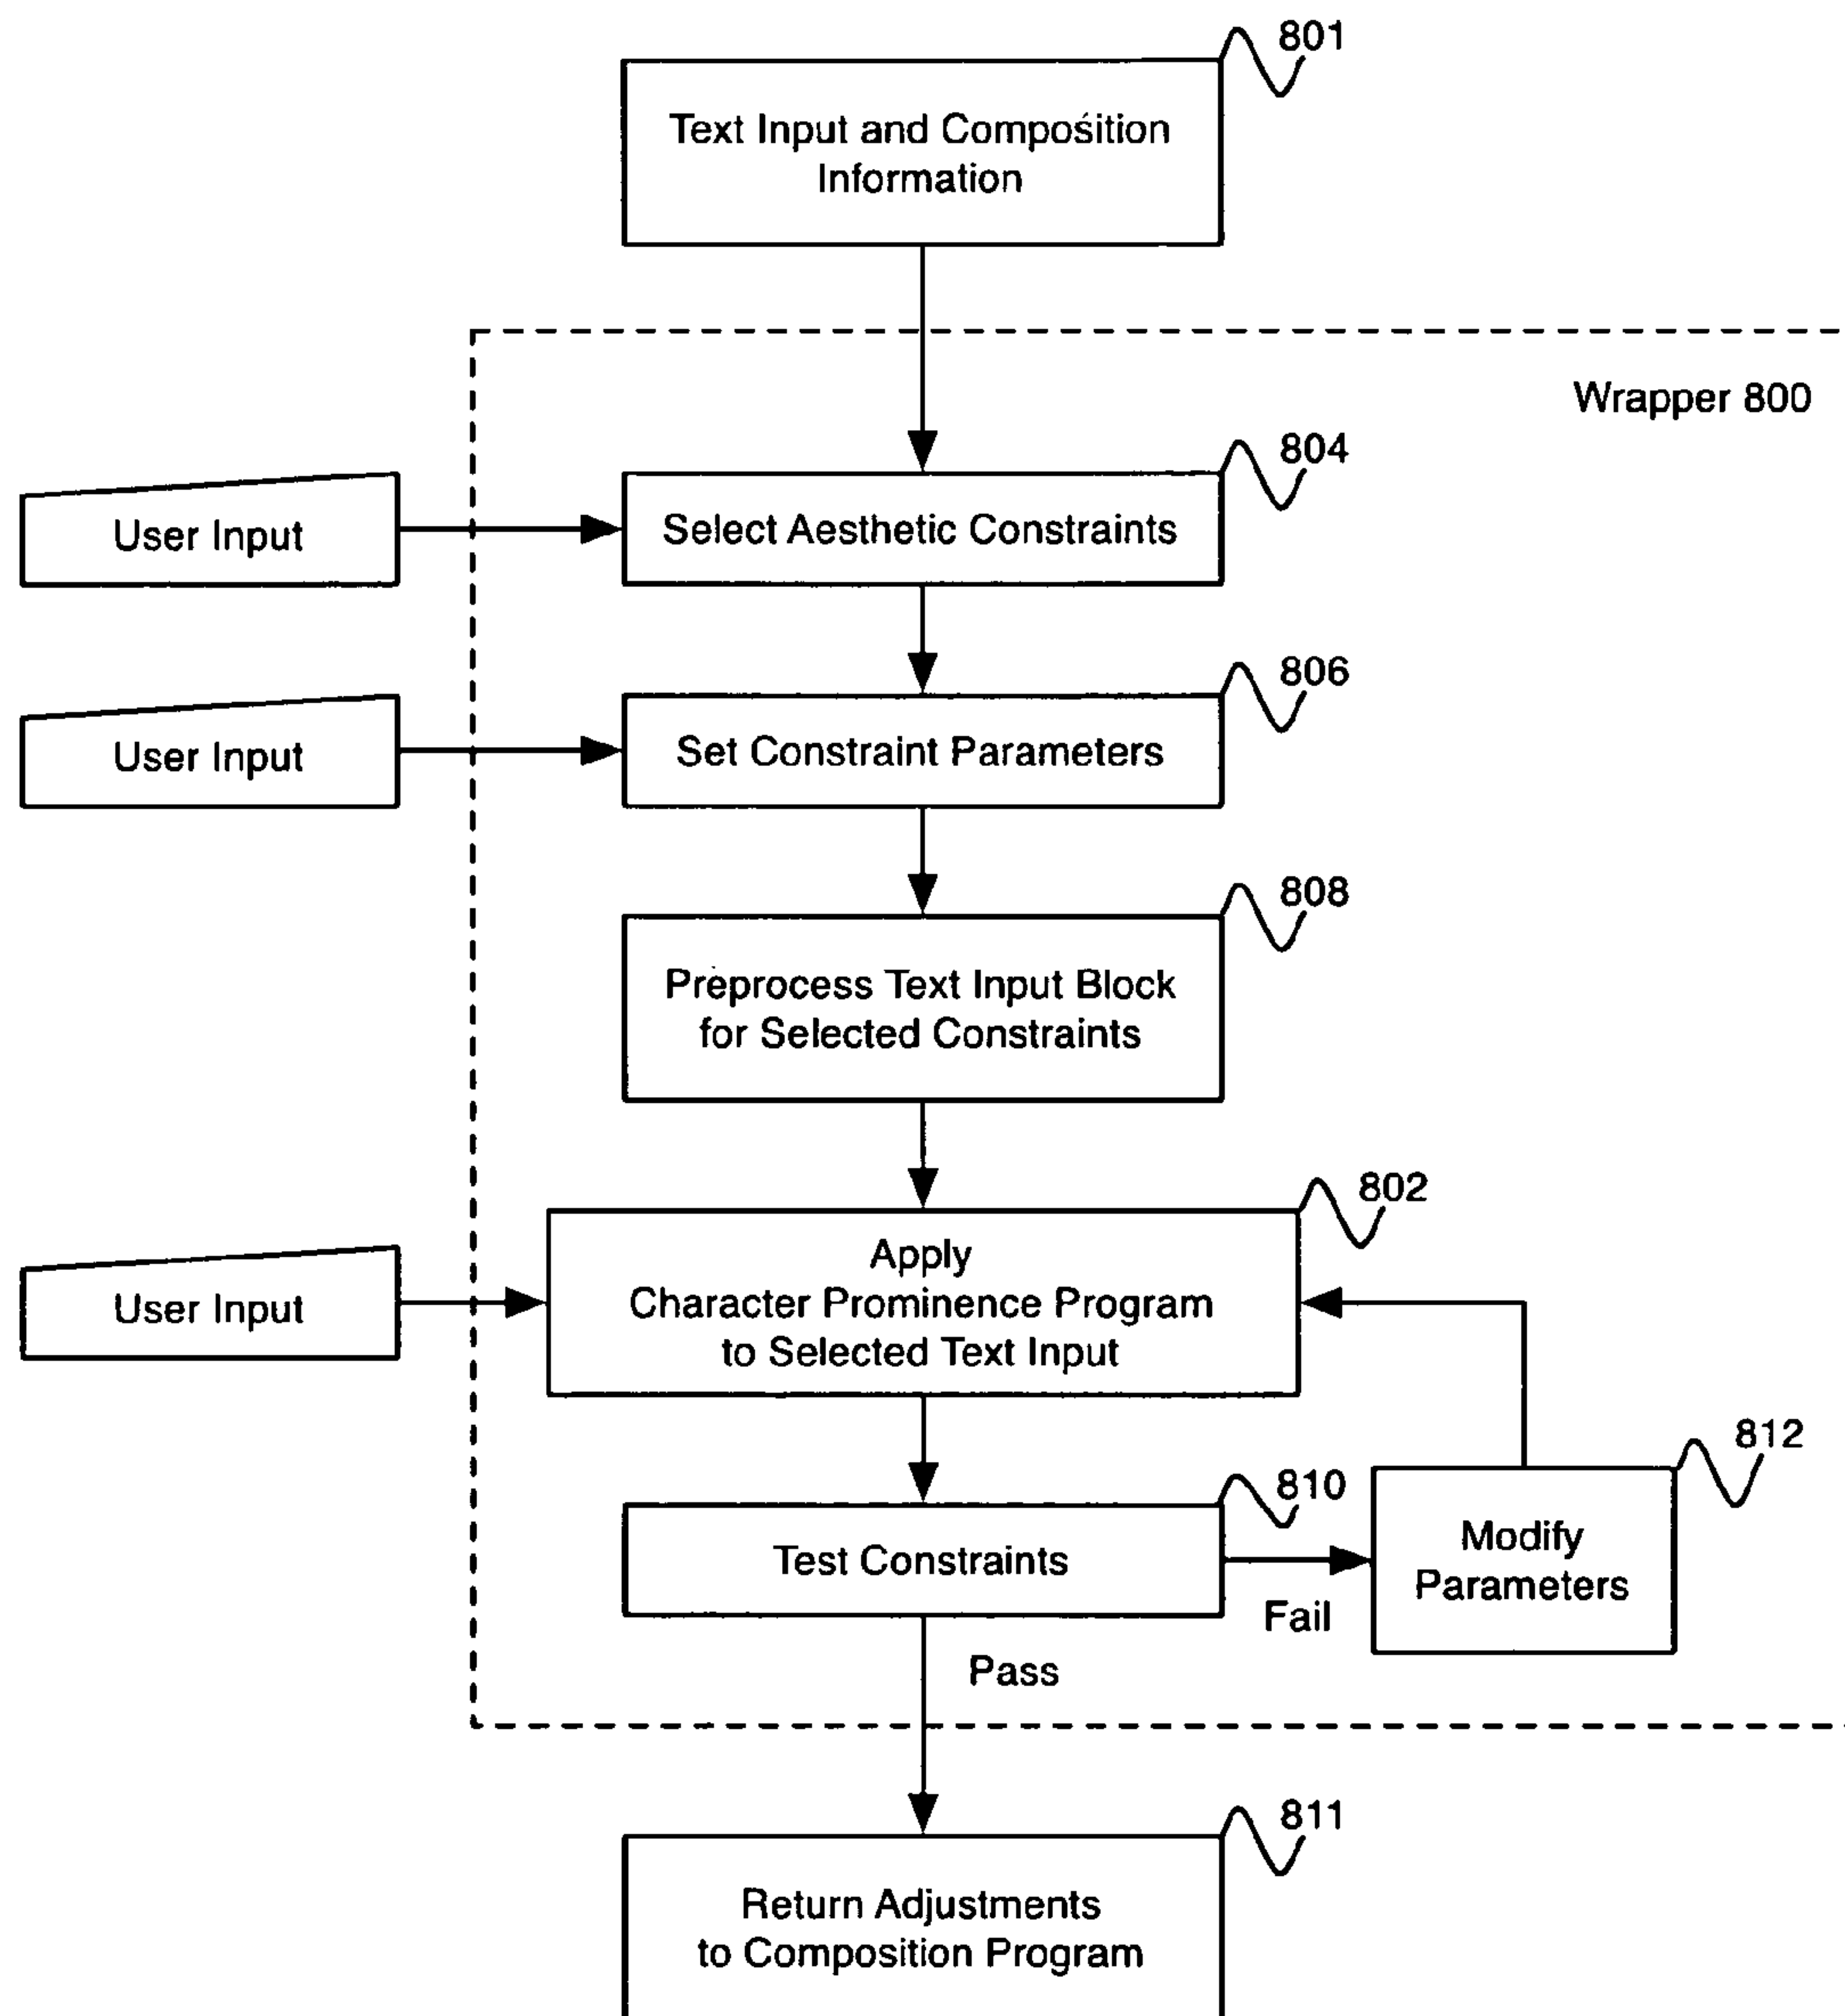 801
Text Input and Composition
Information
Wrapper 800
804
User Input
Select Aesthetic Constraints
806
User Input
Set Constraint Parameters
808
Preprocess Text Input Block
for Selected Constraints
802
Apply
User Input
Character Prominence Program
to Selected Text Input
812
810
Modify
Test Constraints
Parameters
Fail
Pass
811
Return Adjustments
to Composition Program